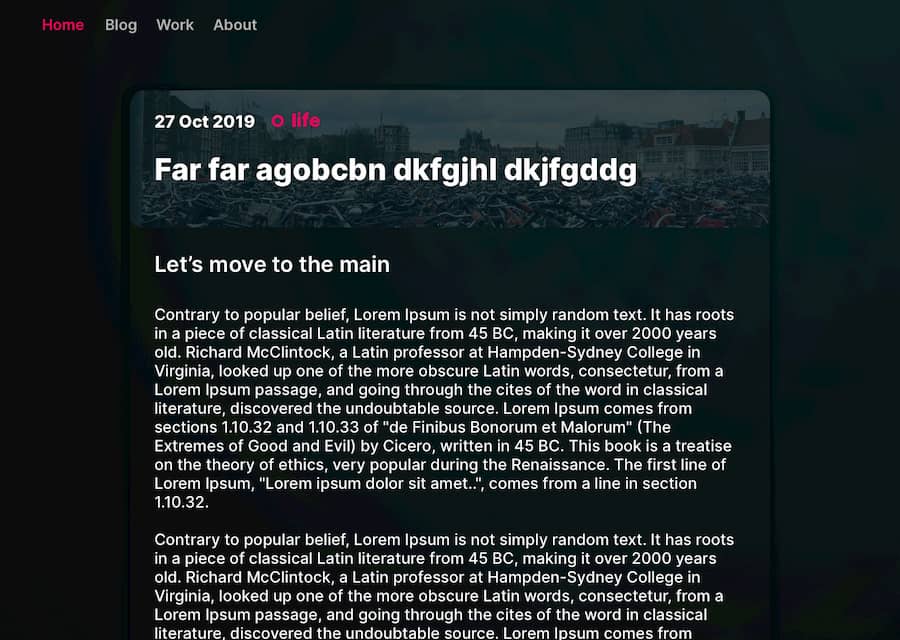 Home Blog Work About
27 Oct 2019 life
Far far agobcbn dkfgjhl dkjfgddg
Let’s move to the main
Contrary to popular belief, Lorem Ipsum is not simply random text. It has roots
in a piece of classical Latin literature from 45 BC, making it over 2000 years
old. Richard McClintock, a Latin professor at Hampden-Sydney College in
Virginia, looked up one of the more obscure Latin words, consectetur, from a
Lorem Ipsum passage, and going through the cites of the word in classical
literature, discovered the undoubtable source. Lorem Ipsum comes from
sections 1.10.32 and 1.10.33 of "de Finibus Bonorum et Malorum" (The
Extremes of Good and Evil) by Cicero, written in 45 BC. This book is a treatise
on the theory of ethics, very popular during the Renaissance. The first line of
Lorem Ipsum, "Lorem ipsum dolor sit amet..", comes from a line in section
1.10.32.
Contrary to popular belief, Lorem Ipsum is not simply random text. It has roots
in a piece of classical Latin literature from 45 BC, making it over 2000 years
old. Richard McClintock, a Latin professor at Hampden-Sydney College in
Virginia, looked up one of the more obscure Latin words, consectetur, from a
Lorem Ipsum passage, and going through the cites of the word in classical
literature, discovered the undoubtable source. Lorem Ipsum comes from